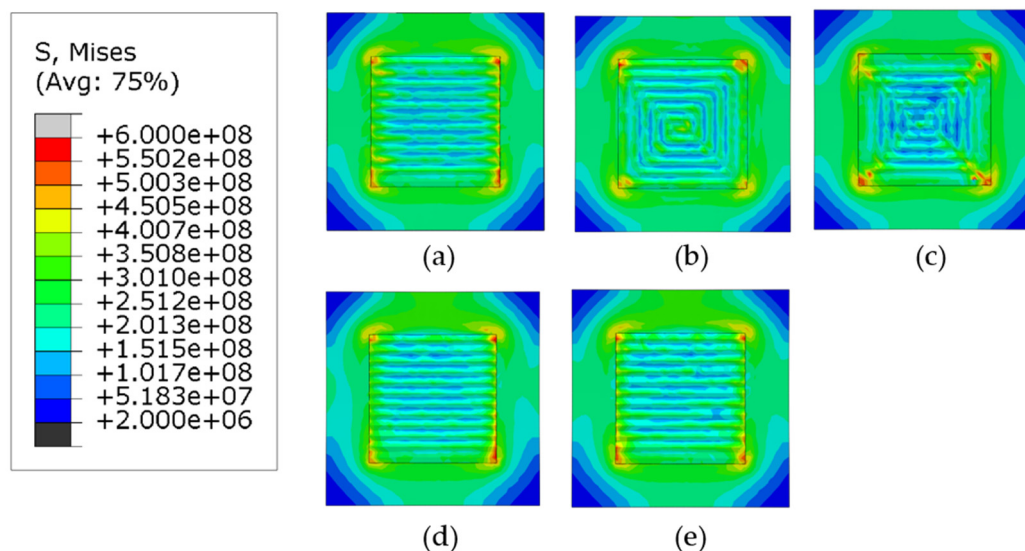 S, Mises
(Avg: 75%)
+6.000e+08
+5.502e+08
+5.003e+08
+4.505e+08
+4.007e+08
+3.508e+08
+3.010e+08
+2.512e+08
+2.013e+08
+1.515e+08
+1.017e+08
+5.183e+07
+2.000e+06
(a)
(b)
(c)
(d)
(e)